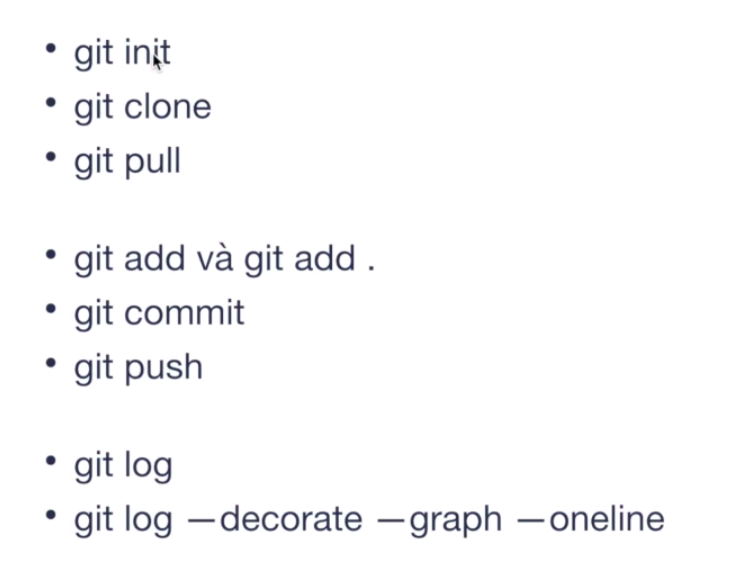 • git init
• git clone
• git pull
• git add và git add .
• git commit
• git push
• git log
• git log —decorate —graph —oneline